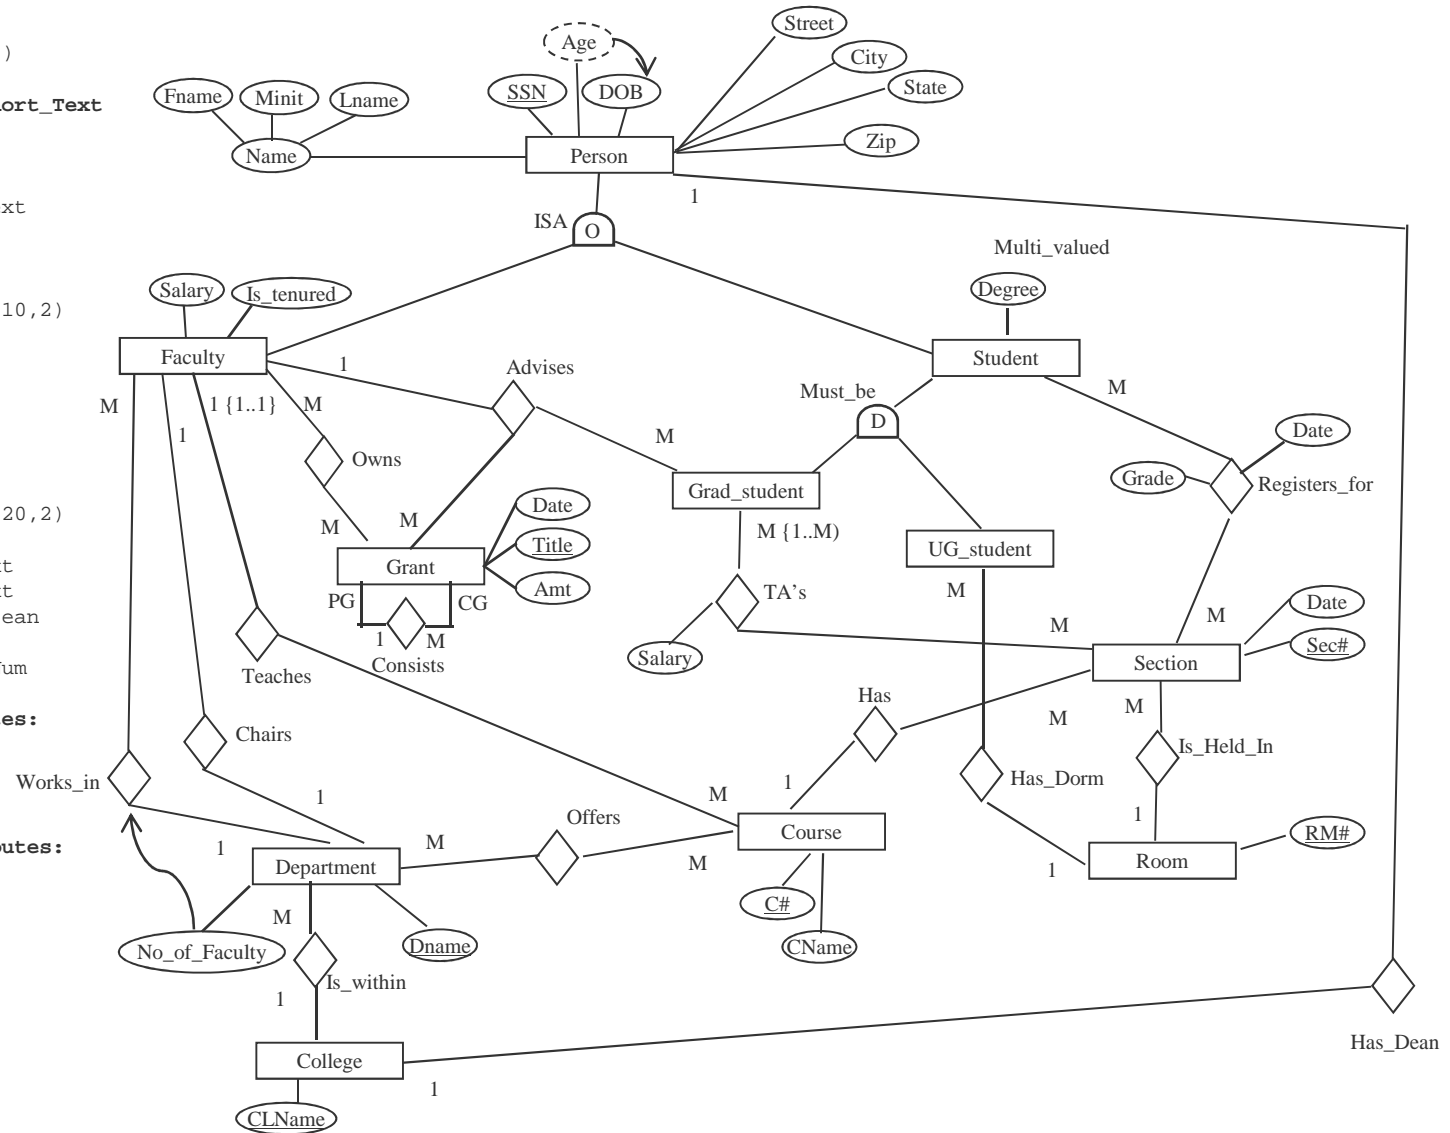 Street
)
Age
City
ort_Text
Fname
Minit
Lname
SSN
DOB
State
Zip
Name
Person
xt
1
ISA
O
Multi_valued
Salary
Is_tenured
Degree
10,2)
Faculty
Student
1
Advises
Must_be
M
M
1 {1..1}
M
D
1
M
Date
Owns
Grade
Registers_for
Grad_student
20,2)
M
M
Date
M {1..M)
Title
UG_student
xt
Grant
xt
Amt
M
TA's
ean
PG
CG
Date
1
M
M
M
Consists
Sec#
Salary
Section
um
Teaches
Has
es:
M
M
Chairs
Is_Held_In
Works_in
Has_Dorm
1
M
1
1
Offers
Course
RM#
1
M
M
Room
utes:
Department
1
C#
M
No_of_Faculty
Dname
CName
Is_within
1
College
Has_Dean
1
CLName